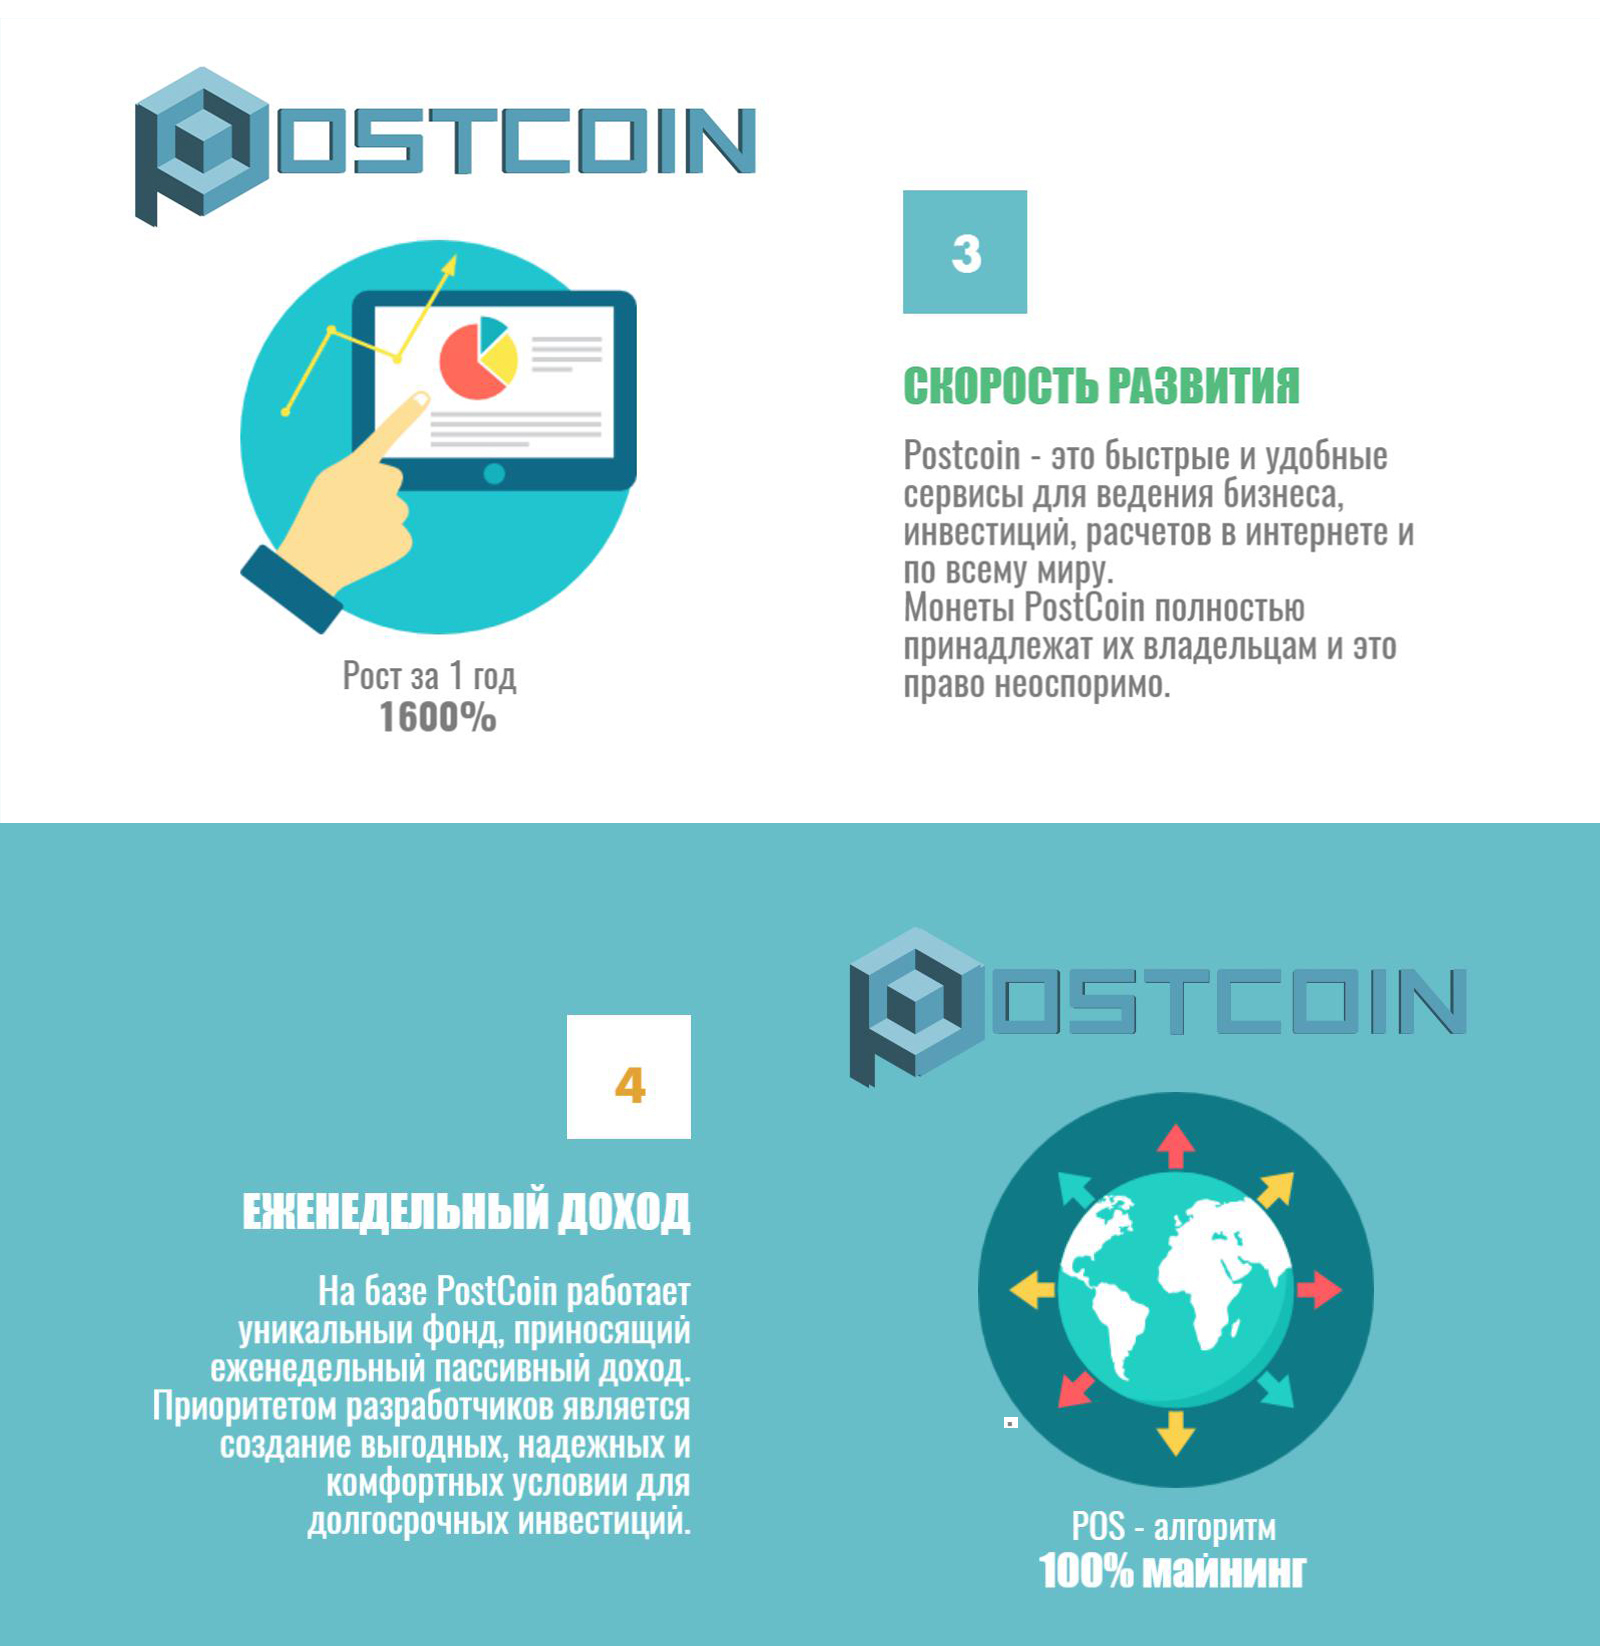 POSTCOIN
3
СКОРОСТЬ РАЗВИТИЯ
Postcoin - это быстрые и удобные
сервисы для ведения бизнеса,
инвестиций, расчетов в интернете и
по всему миру.
Монеты PostCoin полностью
принадлежат их владельцам и это
право неоспоримо.
Рост за 1 год
1600%
POSTCOIN
4
ЕЖЕНЕДЕЛЬНЫЙ ДОХОД
На базе PostCoin работает
уникальныи фонд, приносящий
еженедельный пассивный доход.
Приоритетом разработчиков является
создание выгодных, надежных и
комфортных условии для
долгосрочных инвестиций.
POS - алгоритм
100% майнинг